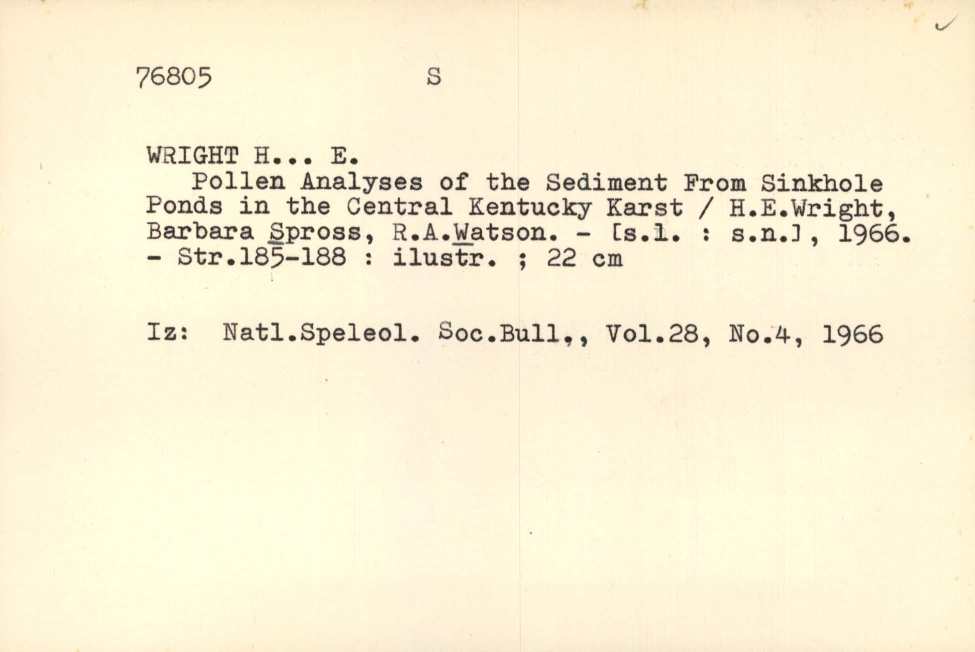 76805 S
WRIGHT H... E.
Pollen Analyses of the Sediment From Sinkhole
Ponds in the Central Kentucky Karst / H.E.Wright,
Barbara Spross, R.A.Watson. - [s.l. : s.n.], 1966.
- Str.185-188 : ilustr. ; 22 cm
Iz: Natl.Speleol. Soc.Bull,, Vol.28, No.4, 1966